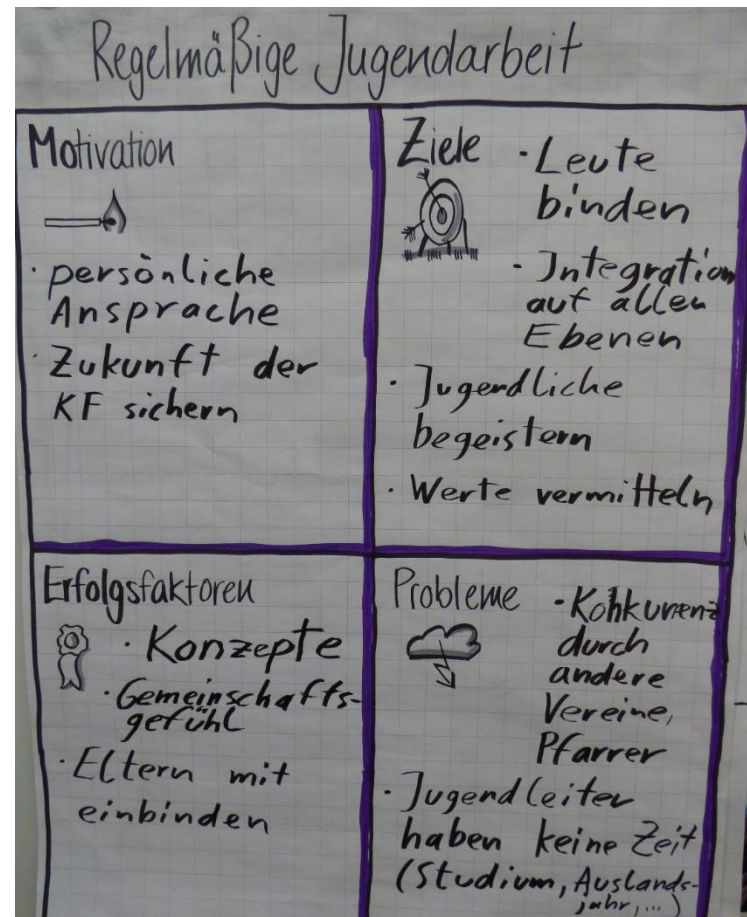 Regelmäßige Jugendarbeit
Motivation
· persönliche
Ansprache
· Zukunft der
KF sichern
Ziele
· Leute
binden
· Integration
auf allen
Ebenen
· Jugendliche
begeistern
· Werte vermitteln
Erfolgsfaktoren
· Konzepte
· Gemeinschafts-
gefühl
· Eltern mit
einbinden
Probleme
· Konkurrenz
durch
andere
Vereine,
Pfarrer
· Jugendleiter
haben keine Zeit
(Studium, Auslands-
jahr, ...)